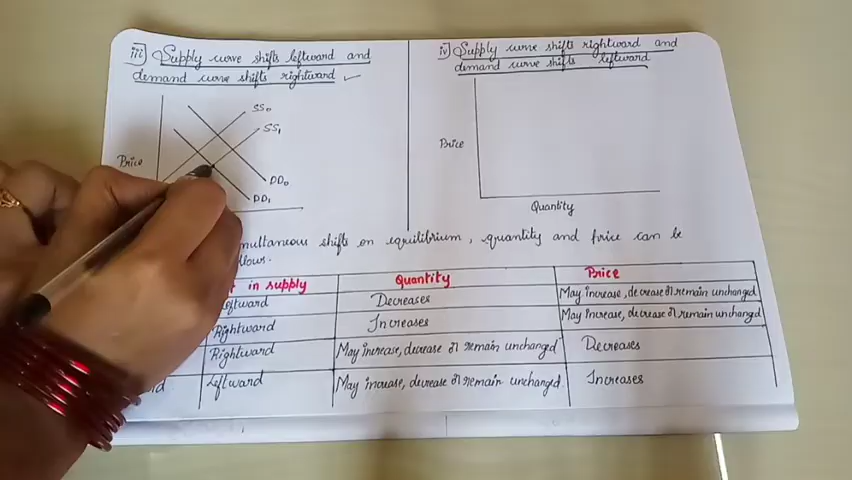 iii] Supply curve shifts leftward and
demand curve shifts rightward
SS₀
SS₁
Price
DD₀
DD₁
iv) Supply curve shifts rightward and
demand curve shifts leftward
Price
Quantity
multaneous shifts on equilibrium, quantity and price can be
llows.
in supply
Quantity
Price
Leftward
Decreases
May increase, decrease or remain unchanged
Rightward
Increases
May increase, decrease or remain unchanged
Rightward
May increase, decrease or remain unchanged
Decreases
Leftward
May increase, decrease or remain unchanged
Increases